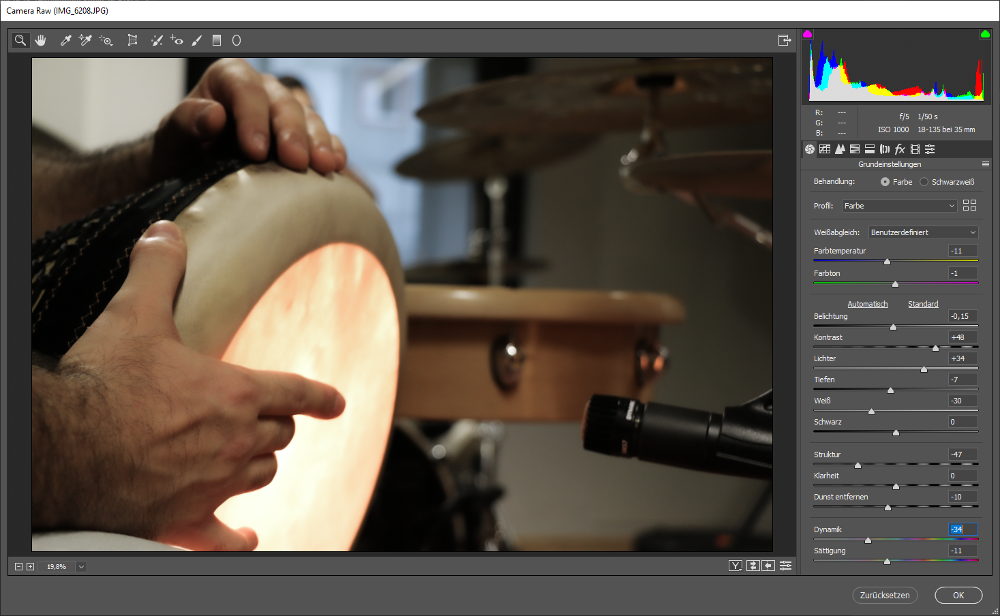 Camera Raw (IMG_6208.JPG)
R: ---
G: ---
B: ---
f/5 1/50 s
ISO 1000 18-135 bei 35 mm
fx
Grundeinstellungen
Behandlung: Farbe Schwarzweiß
Profil: Farbe
Weißabgleich: Benutzerdefiniert
Farbtemperatur -11
Farbton -1
Automatisch Standard
Belichtung -0,15
Kontrast +48
Lichter +34
Tiefen -7
Weiß -30
Schwarz 0
Struktur -47
Klarheit 0
Dunst entfernen -10
Dynamik -34
Sättigung -11
19,8% Y
Zurücksetzen OK